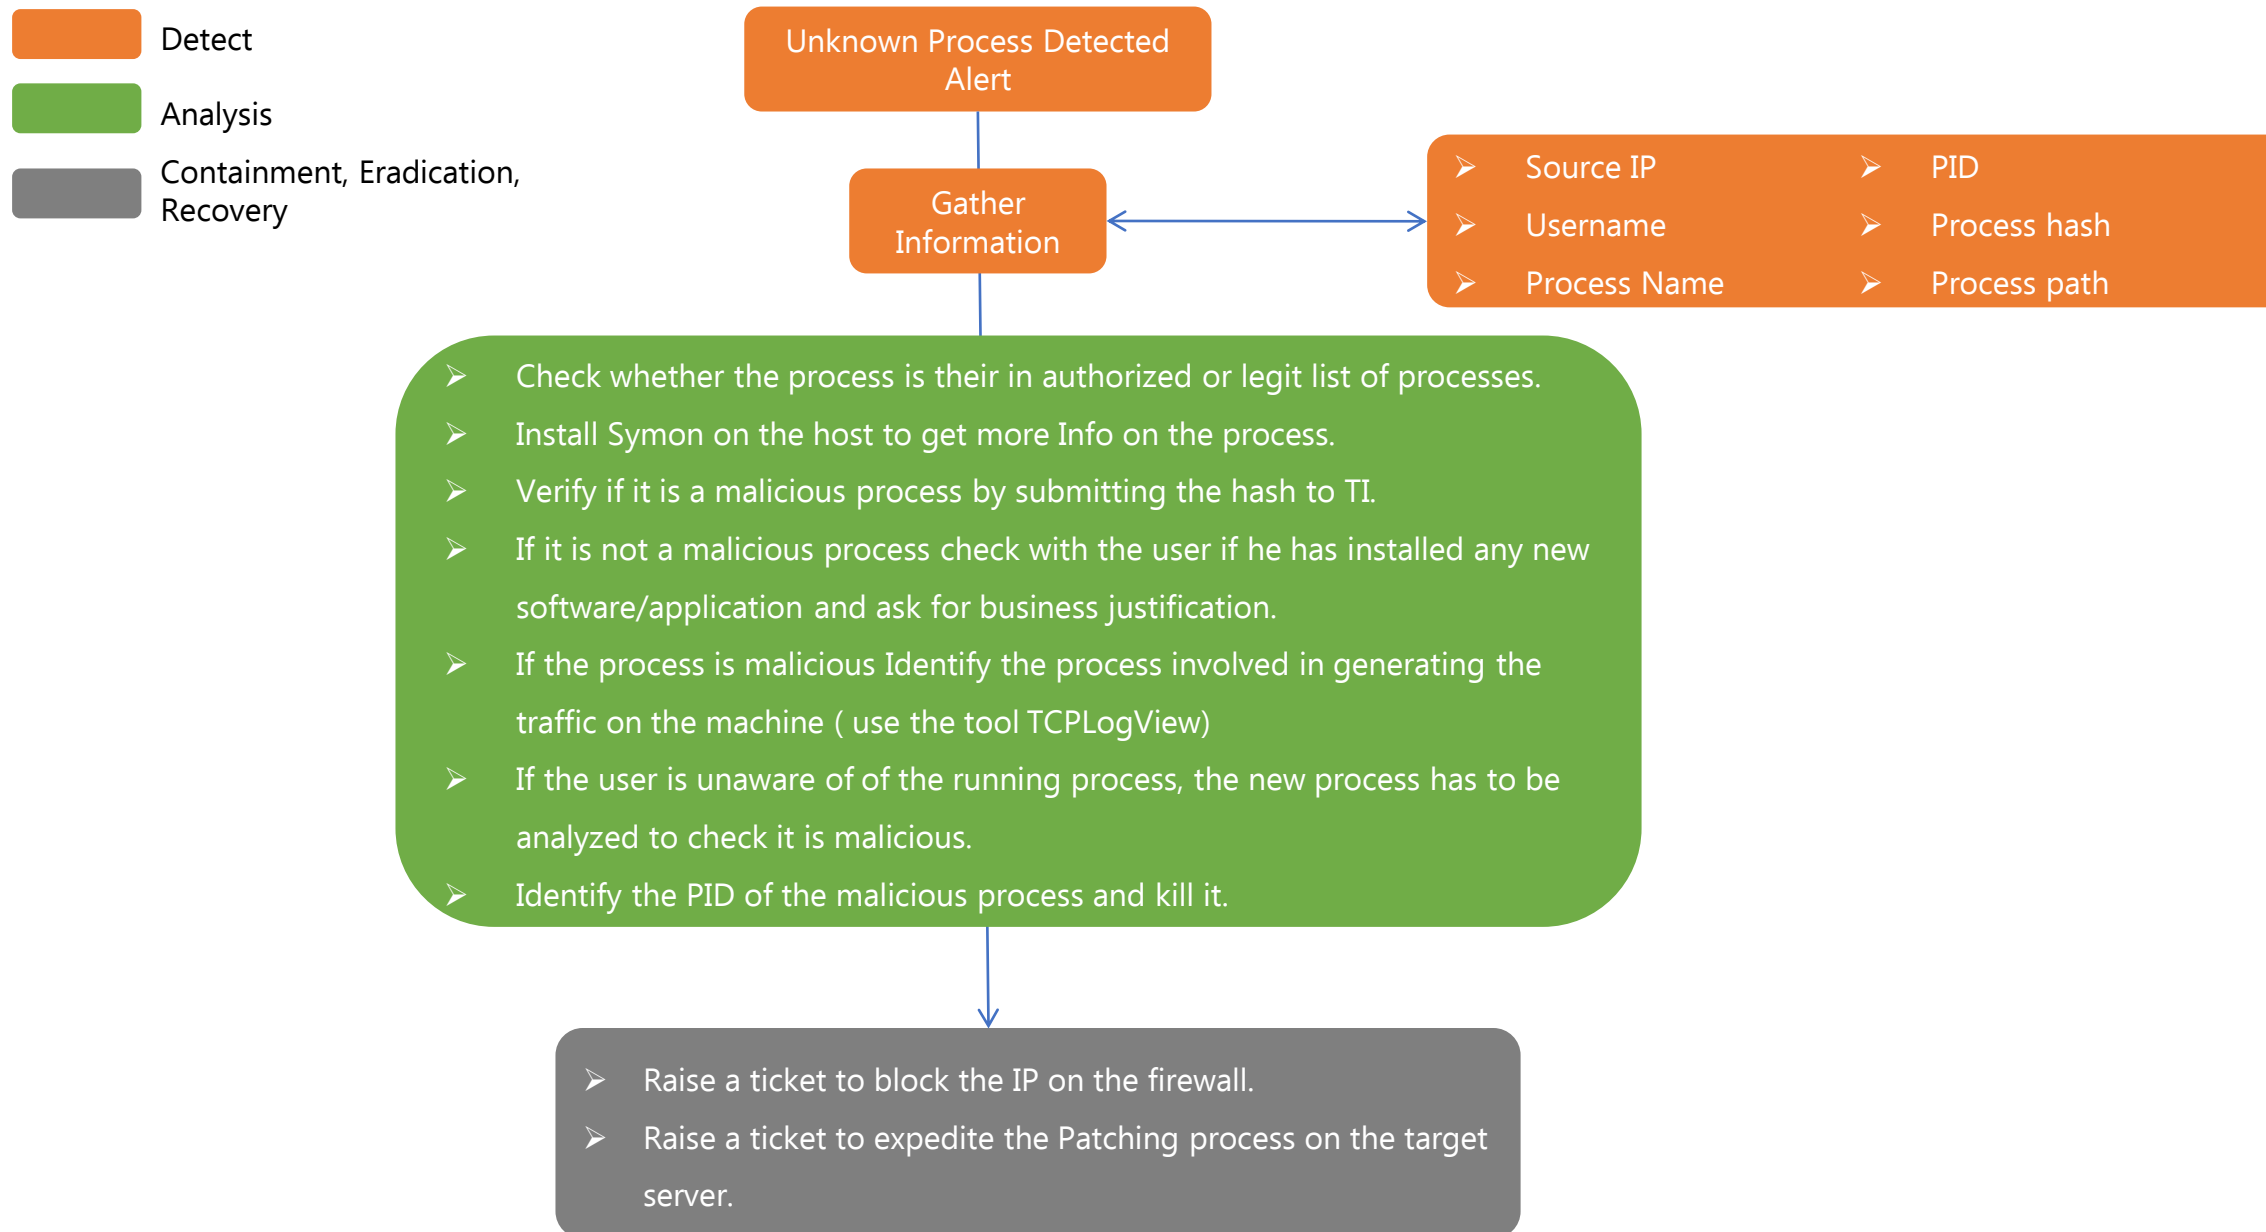 Detect
Analysis
Containment, Eradication,
Recovery
Unknown Process Detected
Alert
Gather
Information
Source IP
Username
Process Name
PID
Process hash
Process path
Check whether the process is their in authorized or legit list of processes.
Install Symon on the host to get more Info on the process.
Verify if it is a malicious process by submitting the hash to TI.
If it is not a malicious process check with the user if he has installed any new
software/application and ask for business justification.
If the process is malicious Identify the process involved in generating the
traffic on the machine ( use the tool TCPLogView)
If the user is unaware of of the running process, the new process has to be
analyzed to check it is malicious.
Identify the PID of the malicious process and kill it.
Raise a ticket to block the IP on the firewall.
Raise a ticket to expedite the Patching process on the target
server.